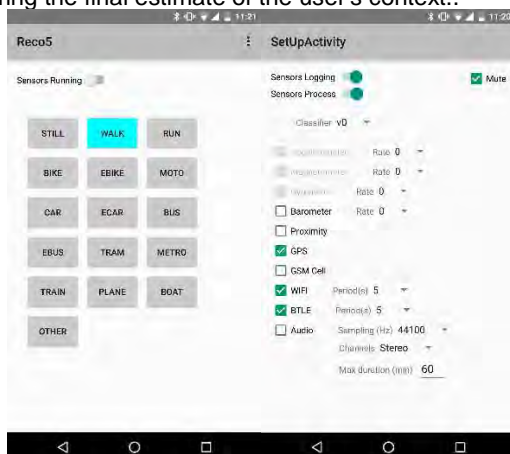 ring the final estimate of the user's context..
11:21
Reco5
Sensors Running
STILL WALK RUN
BIKE EBIKE MOTO
CAR ECAR BUS
EBUS TRAM METRO
TRAIN PLANE BOAT
OTHER
11:20
SetUpActivity
Sensors Logging Mute
Sensors Process
Classifier v0
Rate 0
Rate 0
Rate 0
Barometer Rate 0
Proximity
GPS
GSM Cell
WIFI Period(s) 5
BTLE Period(s) 5
Audio Sampling (Hz) 44100
Channels Stereo
Max duration (min) 60